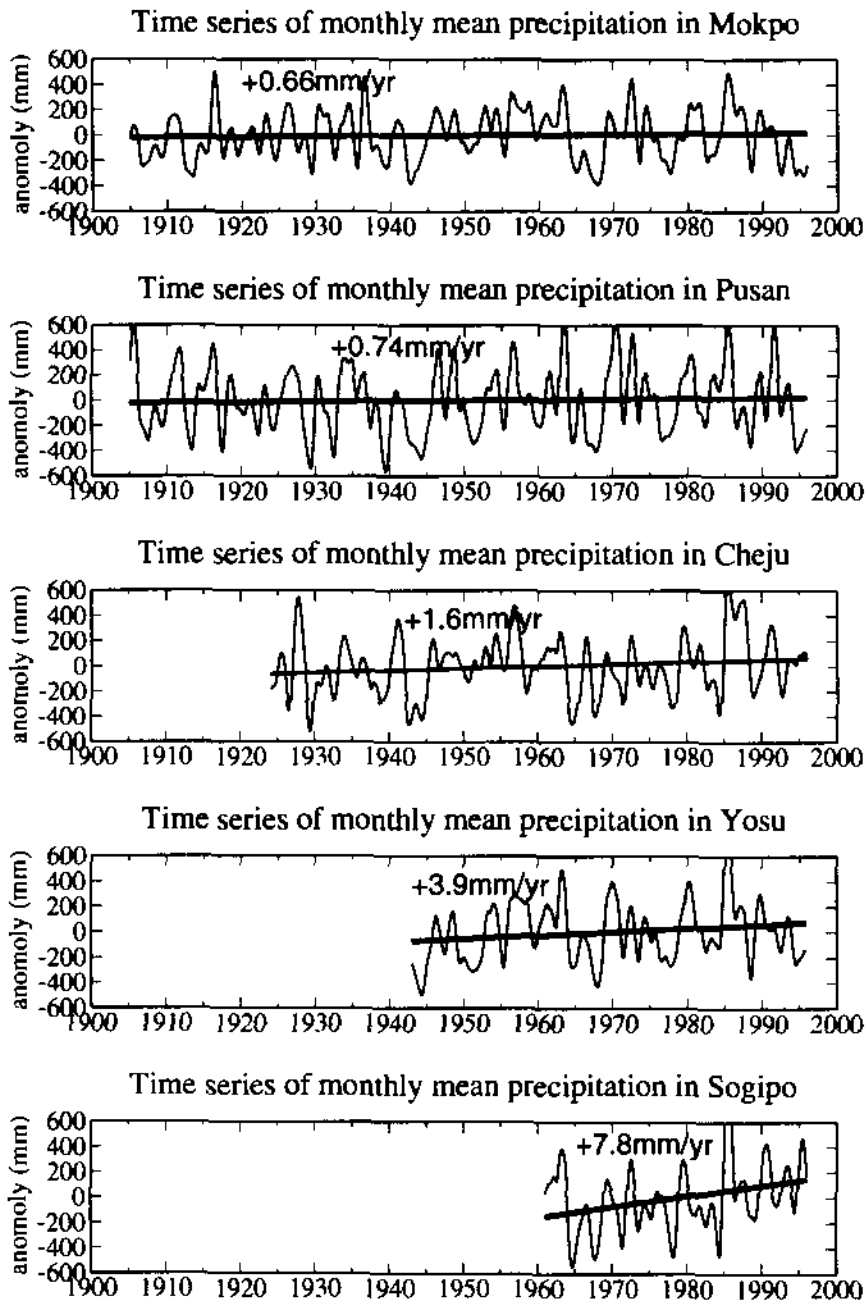 Time series of monthly mean precipitation in Mokpo
+0.66mm/yr
anomoly (mm)
600
400
200
0
-200
-400
-600
1900 1910 1920 1930 1940 1950 1960 1970 1980 1990 2000
Time series of monthly mean precipitation in Pusan
+0.74mm/yr
anomoly (mm)
600
400
200
0
-200
-400
-600
1900 1910 1920 1930 1940 1950 1960 1970 1980 1990 2000
Time series of monthly mean precipitation in Cheju
+1.6mm/yr
anomoly (mm)
600
400
200
0
-200
-400
-600
1900 1910 1920 1930 1940 1950 1960 1970 1980 1990 2000
Time series of monthly mean precipitation in Yosu
+3.9mm/yr
anomoly (mm)
600
400
200
0
-200
-400
-600
1900 1910 1920 1930 1940 1950 1960 1970 1980 1990 2000
Time series of monthly mean precipitation in Sogipo
+7.8mm/yr
anomoly (mm)
600
400
200
0
-200
-400
-600
1900 1910 1920 1930 1940 1950 1960 1970 1980 1990 2000